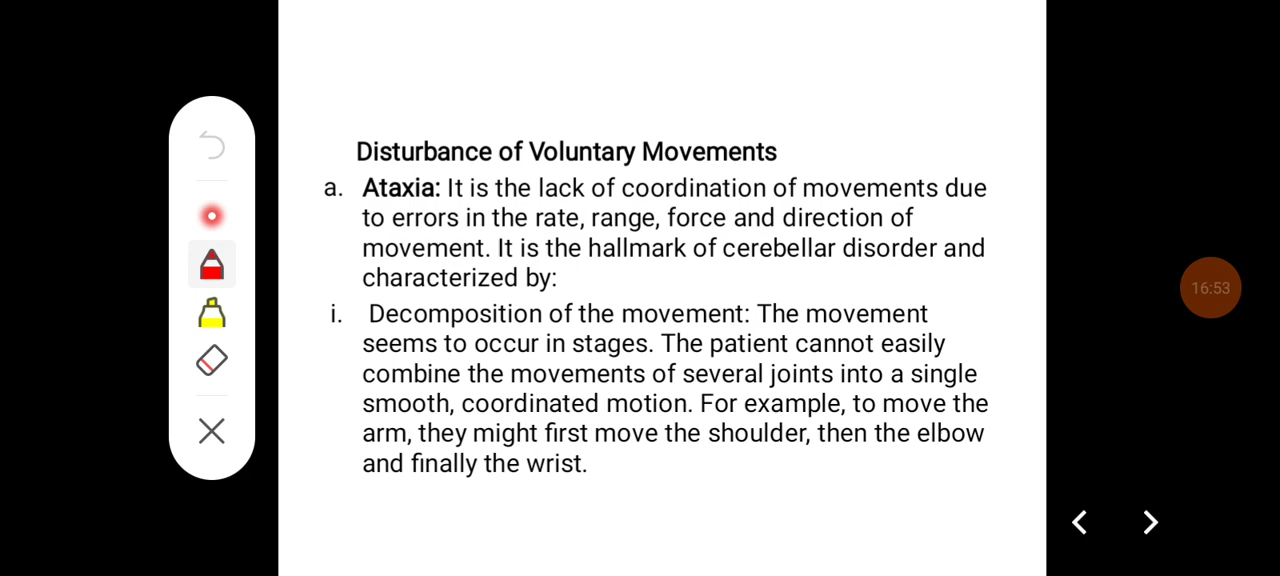 Disturbance of Voluntary Movements
a. Ataxia: It is the lack of coordination of movements due
to errors in the rate, range, force and direction of
movement. It is the hallmark of cerebellar disorder and
characterized by:
i. Decomposition of the movement: The movement
seems to occur in stages. The patient cannot easily
combine the movements of several joints into a single
smooth, coordinated motion. For example, to move the
arm, they might first move the shoulder, then the elbow
and finally the wrist.
16:53